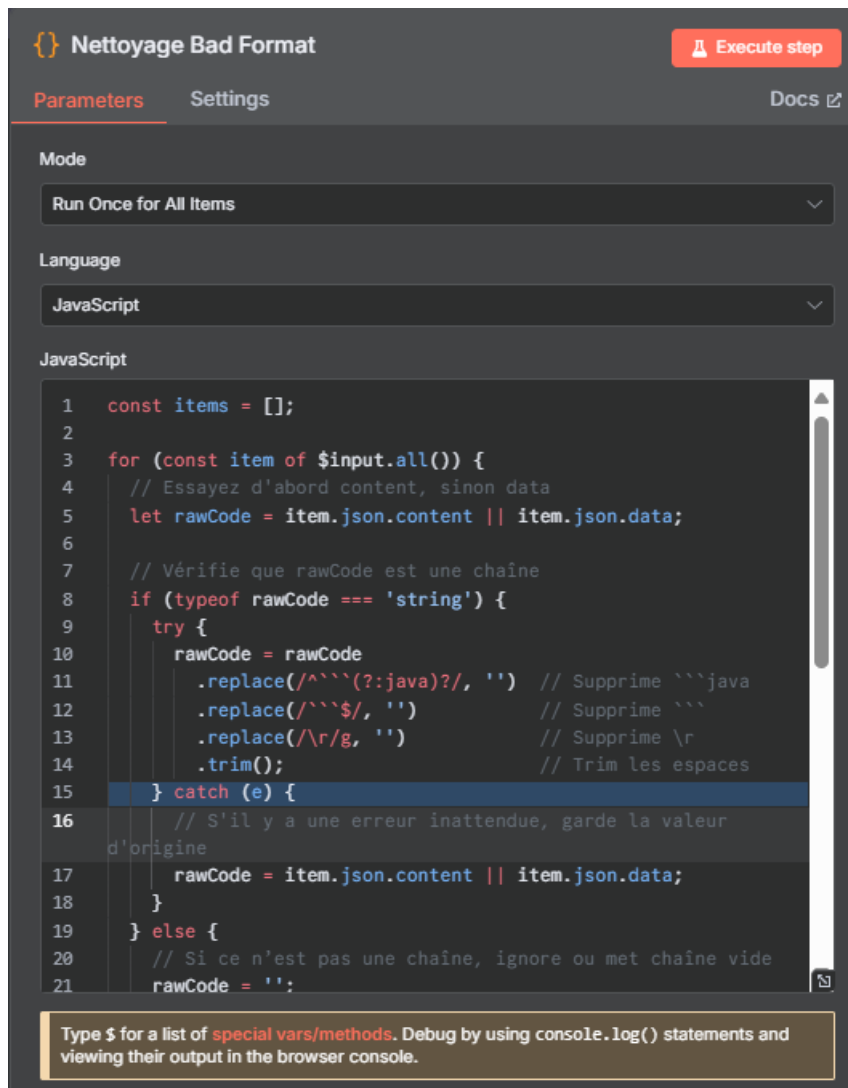 {} Nettoyage Bad Format
Execute step
Parameters
Settings
Docs
Mode
Run Once for All Items
Language
JavaScript
JavaScript
1 const items = [];
2
3 for (const item of $input.all()) {
4 // Essayez d'abord content, sinon data
5 let rawCode = item.json.content || item.json.data;
6
7 // Vérifie que rawCode est une chaîne
8 if (typeof rawCode === 'string') {
9 try {
10 rawCode = rawCode
11 .replace(/^```(?:java)?/, '') // Supprime ```java
12 .replace(/```$/, '') // Supprime ```
13 .replace(/\r/g, '') // Supprime \r
14 .trim(); // Trim les espaces
15 } catch (e) {
16 // S'il y a une erreur inattendue, garde la valeur
d'origine
17 rawCode = item.json.content || item.json.data;
18 }
19 } else {
20 // Si ce n’est pas une chaîne, ignore ou met chaîne vide
21 rawCode = '';
Type $ for a list of special vars/methods. Debug by using console.log() statements and
viewing their output in the browser console.